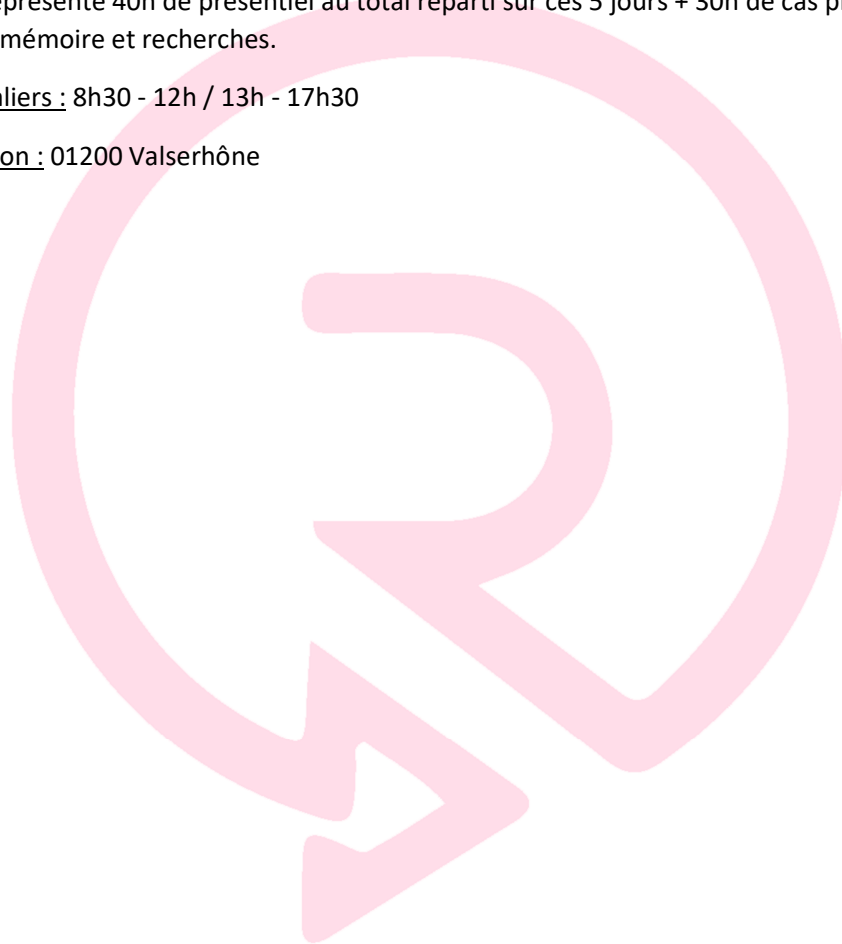 eprésente 40h de présentiel au total réparti sur ces 5 jours + 30h de cas p
mémoire et recherches.
liers : 8h30 - 12h / 13h - 17h30
on : 01200 Valserhône